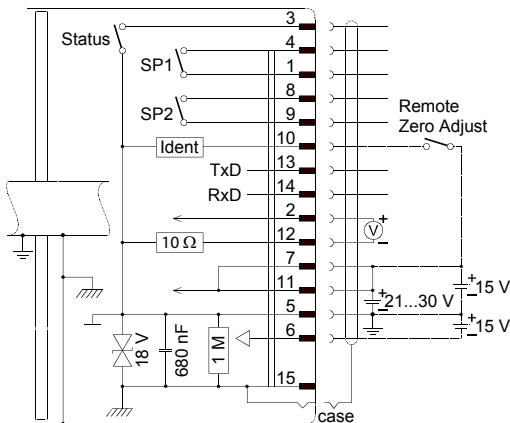 3
Status
4
SP1
1
8
SP2
9
Remote
Zero Adjust
10
Ident
TxD
13
RxD
14
2
+
V
–
10 Ω
12
7
11
+
–
21...30 V
+
–
15 V
5
+
–
15 V
6
18 V
680 nF
1 M
15
case